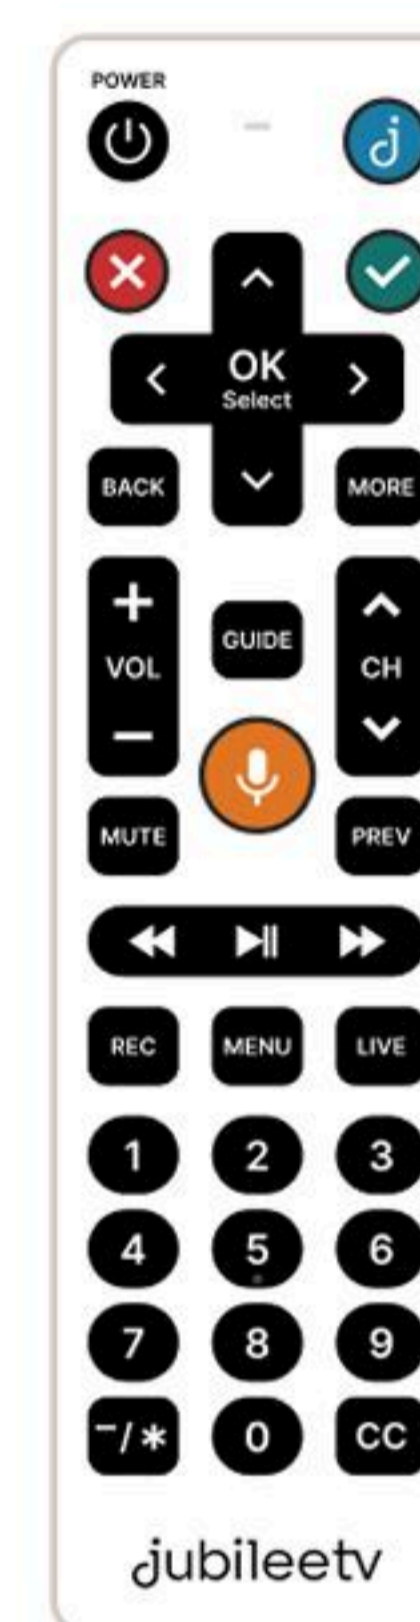 POWER
j
OK
Select
BACK
MORE
+
VOL
−
GUIDE
CH
MUTE
PREV
REC
MENU
LIVE
1 2 3
4 5 6
7 8 9
−/* 0 CC
jubileetv